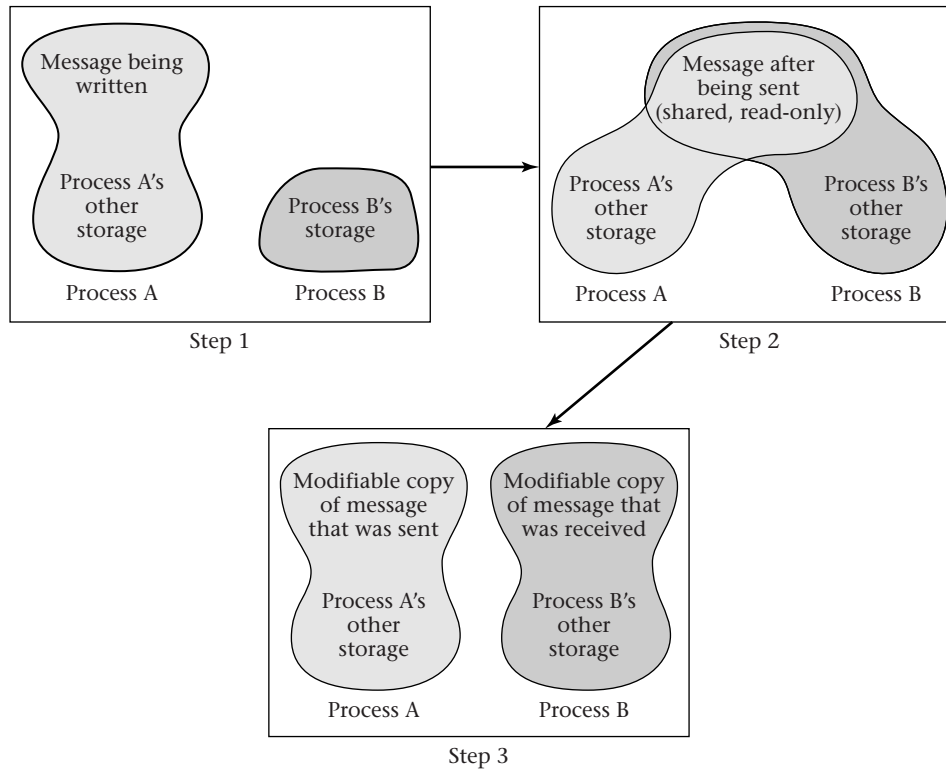 Message being
written
Process A's
other
storage
Process B's
storage
Process A
Process B
Step 1
Message after
being sent
(shared, read-only)
Process A's
other
storage
Process B's
other
storage
Process A
Process B
Step 2
Modifiable copy
of message
that was sent
Process A's
other
storage
Modifiable copy
of message that
was received
Process B's
other
storage
Process A
Process B
Step 3